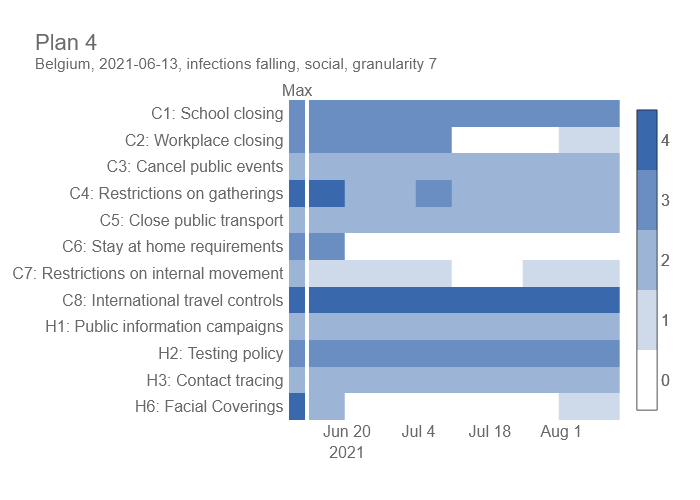 Plan 4
Belgium, 2021-06-13, infections falling, social, granularity 7
Max
C1: School closing
C2: Workplace closing
C3: Cancel public events
C4: Restrictions on gatherings
C5: Close public transport
C6: Stay at home requirements
C7: Restrictions on internal movement
C8: International travel controls
H1: Public information campaigns
H2: Testing policy
H3: Contact tracing
H6: Facial Coverings
Jun 20 Jul 4 Jul 18 Aug 1
2021
4
3
2
1
0